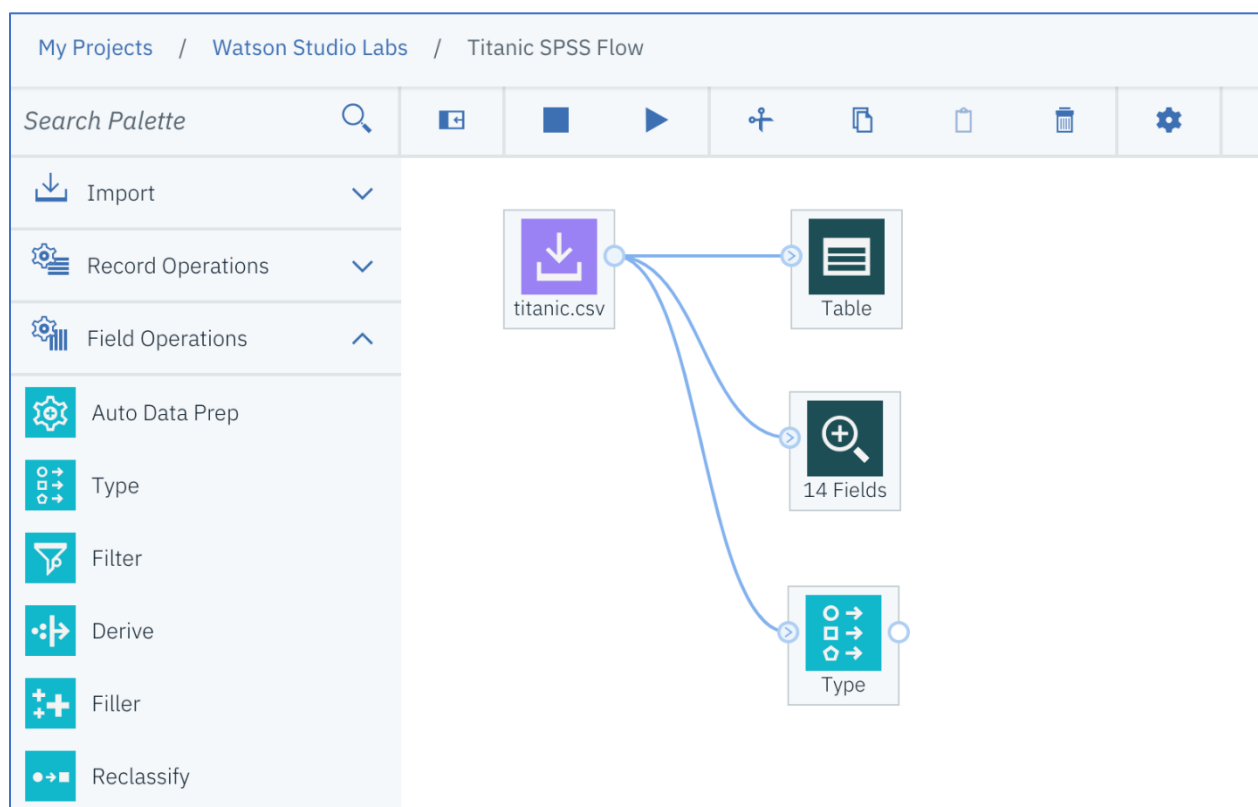 My Projects / Watson Studio Labs / Titanic SPSS Flow
Search Palette
Import
Record Operations
Field Operations
Auto Data Prep
Type
Filter
Derive
Filler
Reclassify
titanic.csv
Table
14 Fields
Type